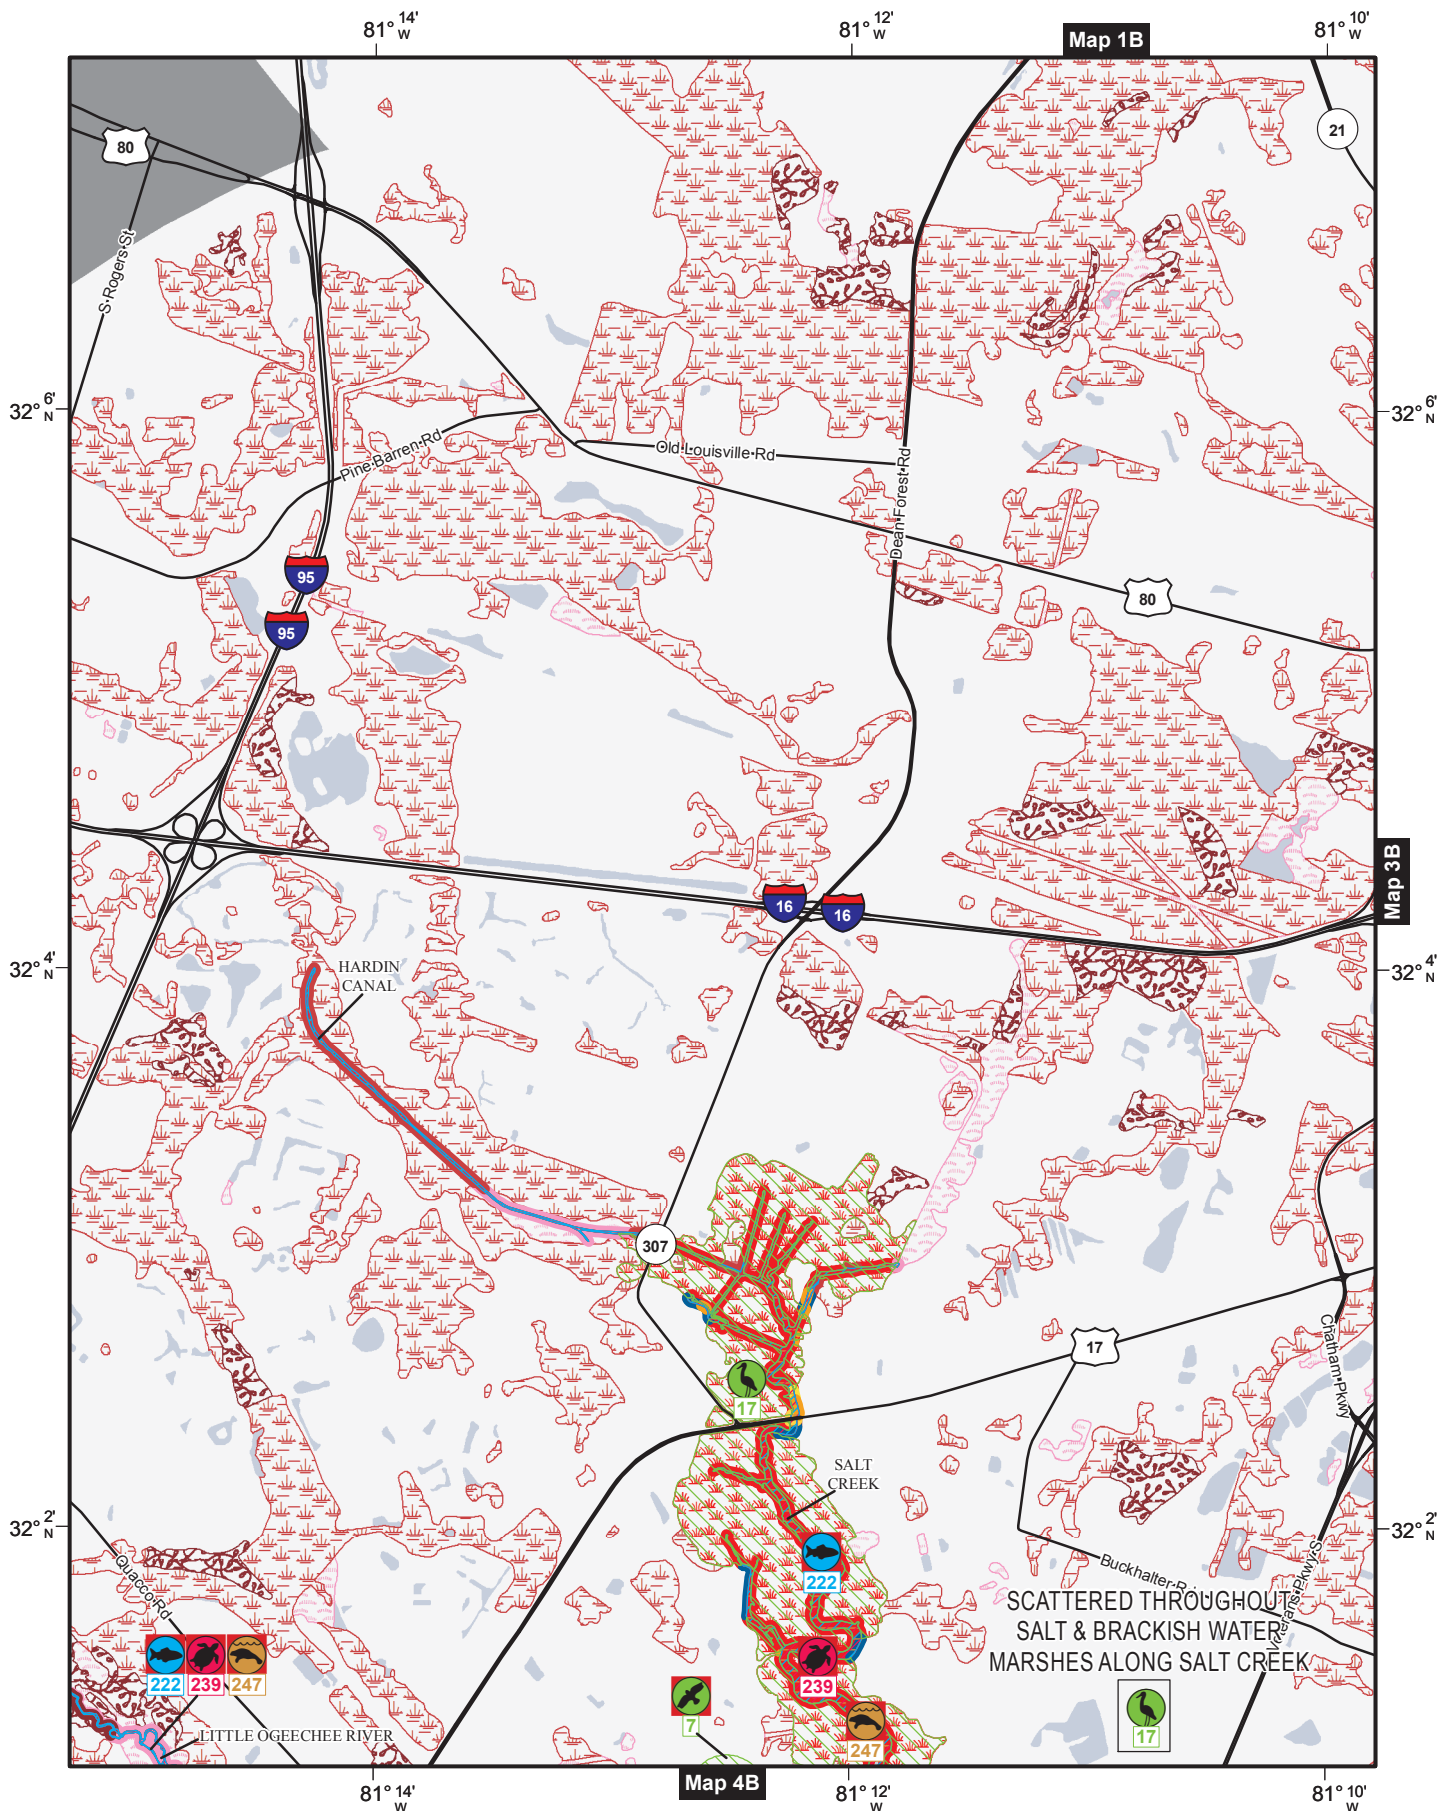 81° 14' W
81° 12' W
81° 10' W
Map 1B
21
80
S Rogers St
32° 6' N
32° 6' N
Pine Barren Rd
Old Louisville Rd
Dean Forest Rd
95
80
95
Map 3B
16
16
32° 4' N
32° 4' N
HARDIN
CANAL
307
17
Chatham Pkwy
17
SALT
CREEK
32° 2' N
32° 2' N
Quacco Rd
222
Buckhalter R
Veterans Pkwy S
SCATTERED THROUGHOUT
SALT & BRACKISH WATER
MARSHES ALONG SALT CREEK
222 239 247
239
7
17
LITTLE OGEECHEE RIVER
247
Map 4B
81° 14' W
81° 12' W
81° 10' W